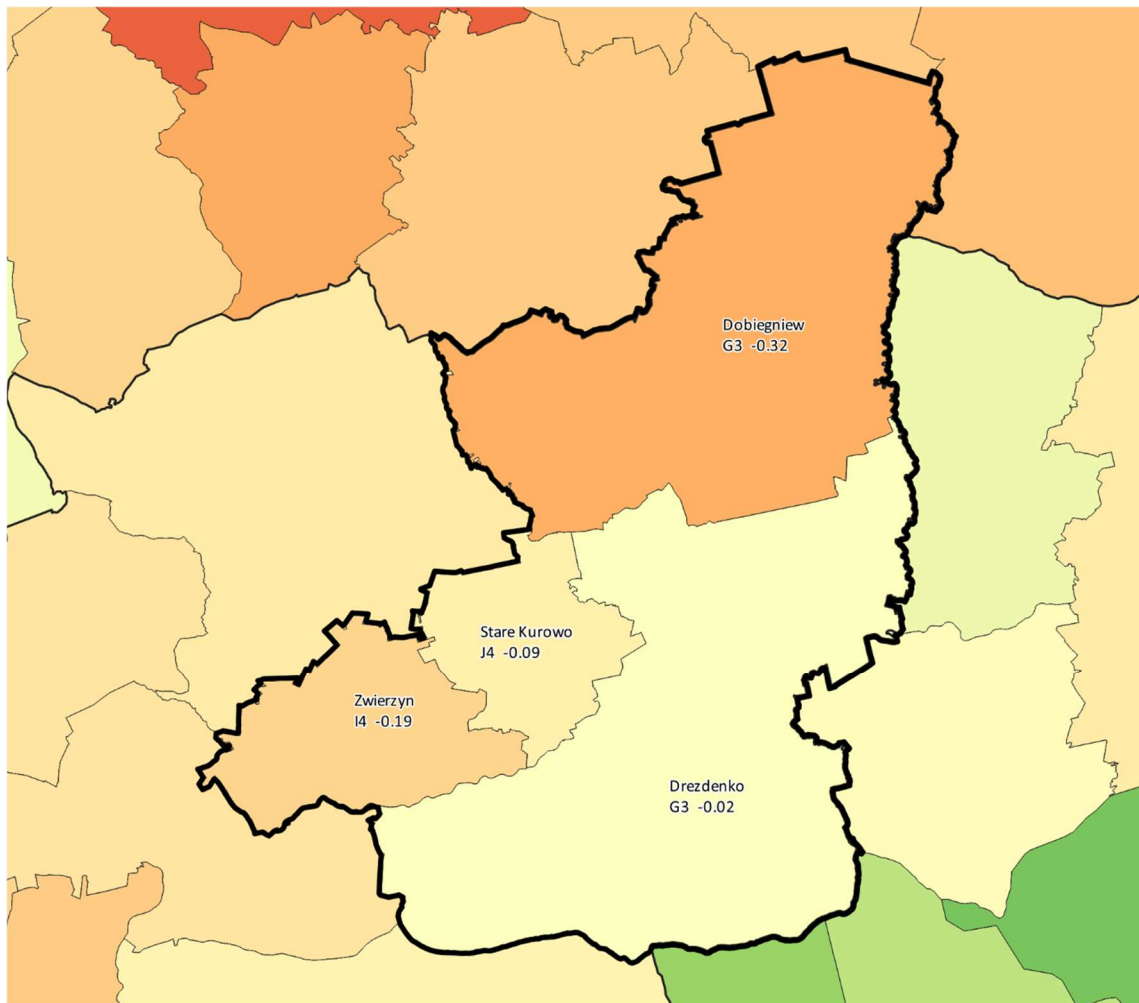 Dobiegniew
G3 -0.32
Stare Kurowo
J4 -0.09
Zwierzyn
I4 -0.19
Drezdenko
G3 -0.02